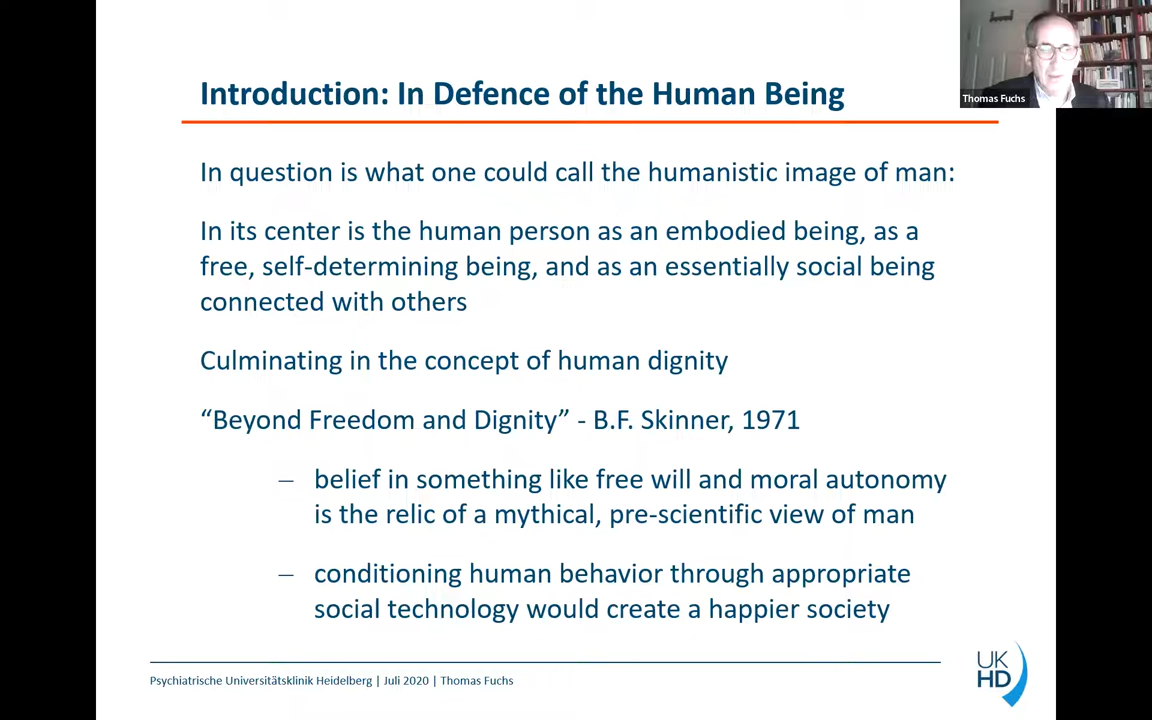 Introduction: In Defence of the Human Being
Thomas Fuchs
In question is what one could call the humanistic image of man:
In its center is the human person as an embodied being, as a
free, self-determining being, and as an essentially social being
connected with others
Culminating in the concept of human dignity
“Beyond Freedom and Dignity” - B.F. Skinner, 1971
– belief in something like free will and moral autonomy
is the relic of a mythical, pre-scientific view of man
– conditioning human behavior through appropriate
social technology would create a happier society
Psychiatrische Universitätsklinik Heidelberg | Juli 2020 | Thomas Fuchs
UK
HD